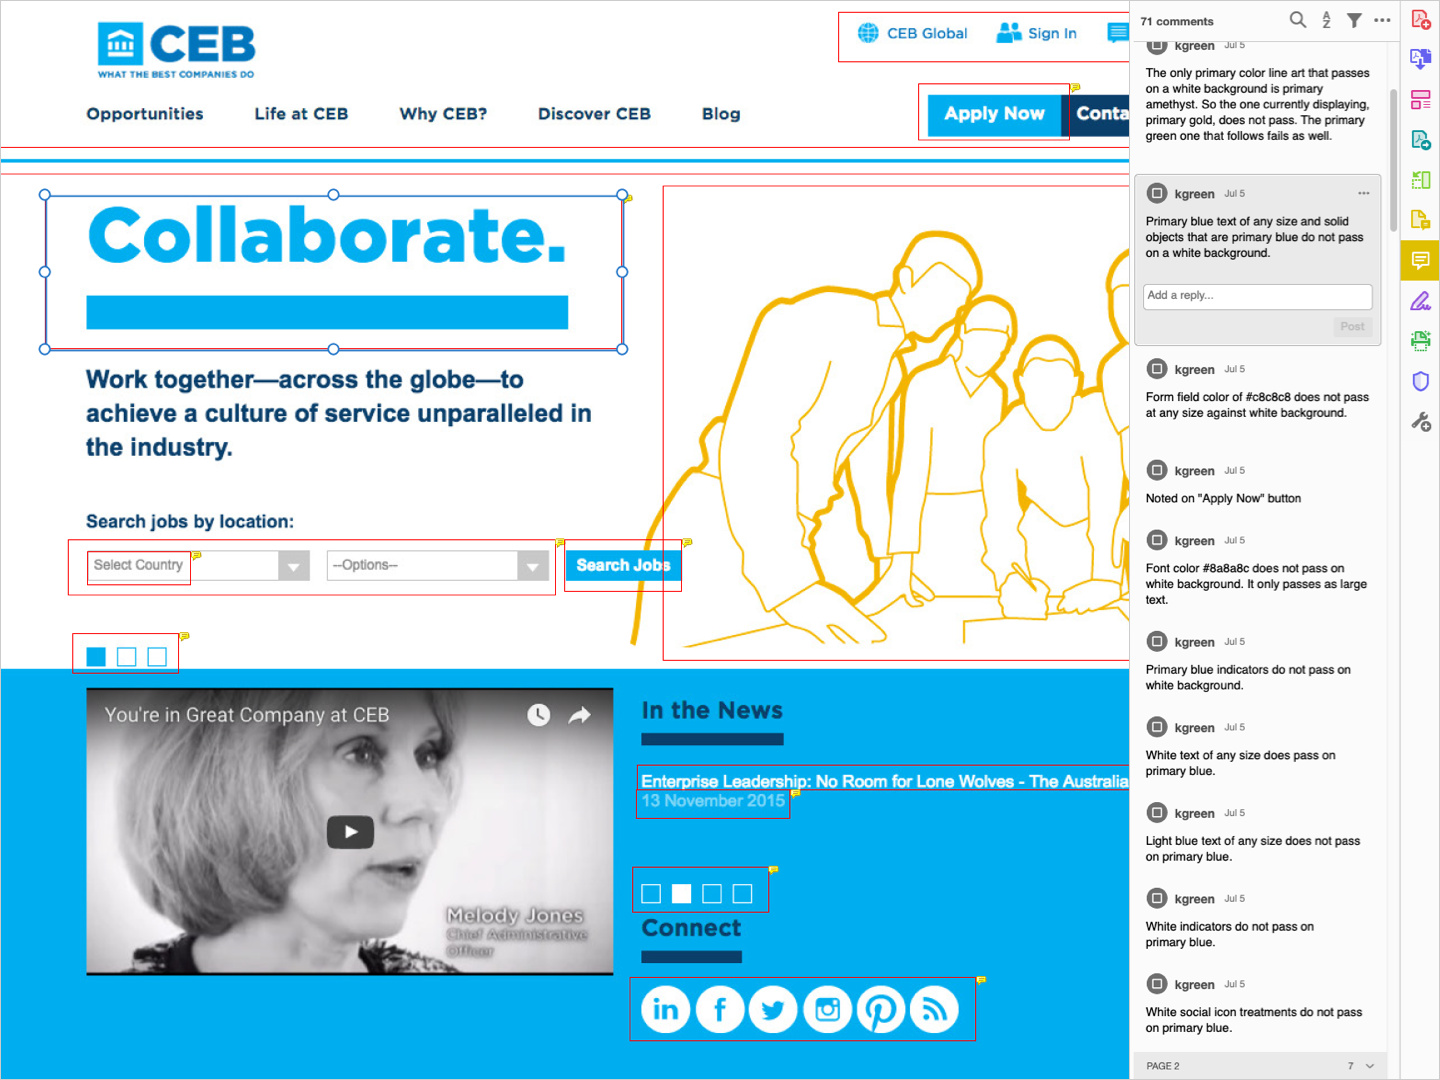 CEB
WHAT THE BEST COMPANIES DO
CEB Global
Sign In
Opportunities
Life at CEB
Why CEB?
Discover CEB
Blog
Apply Now
Conta
Collaborate.
Work together—across the globe—to
achieve a culture of service unparalleled in
the industry.
Search jobs by location:
Select Country
--Options--
Search Jobs
You're in Great Company at CEB
Melody Jones
Chief Administrative
Officer
In the News
Enterprise Leadership: No Room for Lone Wolves - The Australia
13 November 2015
Connect
in
f
71 comments
A
Z
kgreen Jul 5
The only primary color line art that passes
on a white background is primary
amethyst. So the one currently displaying,
primary gold, does not pass. The primary
green one that follows fails as well.
kgreen Jul 5
Primary blue text of any size and solid
objects that are primary blue do not pass
on a white background.
Add a reply...
Post
kgreen Jul 5
Form field color of #c8c8c8 does not pass
at any size against white background.
kgreen Jul 5
Noted on "Apply Now" button
kgreen Jul 5
Font color #8a8a8c does not pass on
white background. It only passes as large
text.
kgreen Jul 5
Primary blue indicators do not pass on
white background.
kgreen Jul 5
White text of any size does pass on
primary blue.
kgreen Jul 5
Light blue text of any size does not pass
on primary blue.
kgreen Jul 5
White indicators do not pass on
primary blue.
kgreen Jul 5
White social icon treatments do not pass
on primary blue.
PAGE 2
7